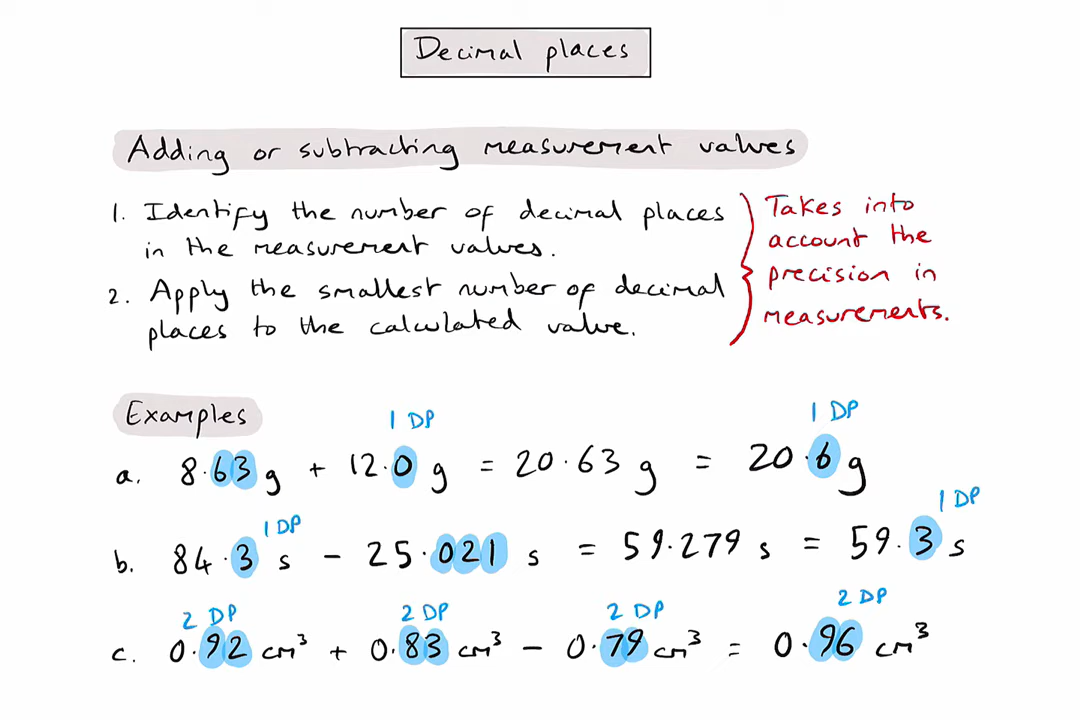 Decimal places
Adding or subtracting measurement values
1. Identify the number of decimal places
in the measurement values.
2. Apply the smallest number of decimal
places to the calculated value.
Takes into
account the
precision in
measurements.
Examples
1 DP 1 DP
a. 8.63 g + 12.0 g = 20.63 g = 20.6 g
1 DP 1 DP
b. 84.3 s - 25.021 s = 59.279 s = 59.3 s
2 DP 2 DP 2 DP 2 DP
c. 0.92 cm³ + 0.83 cm³ - 0.79 cm³ = 0.96 cm³